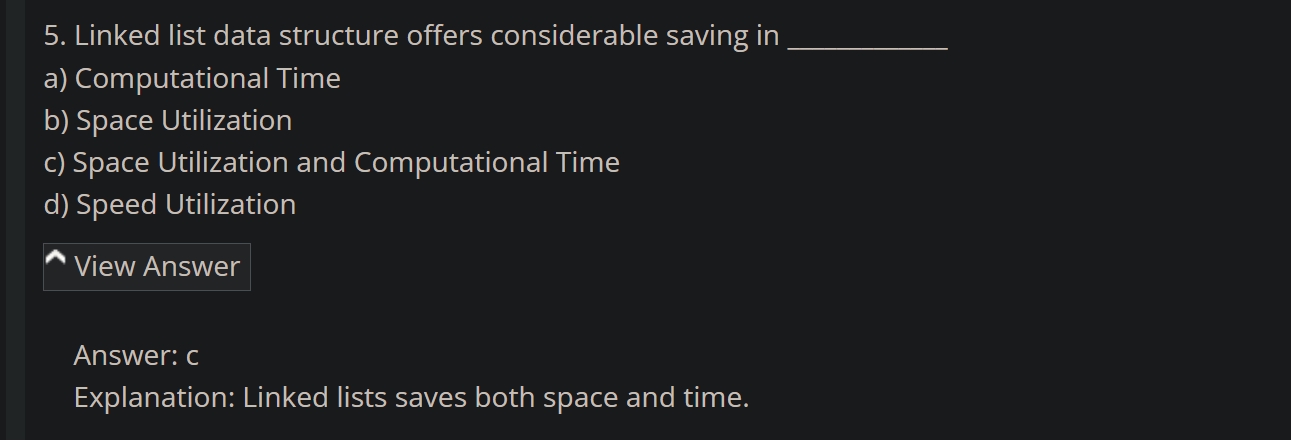 5. Linked list data structure offers considerable saving in _____________
a) Computational Time
b) Space Utilization
c) Space Utilization and Computational Time
d) Speed Utilization
View Answer
Answer: c
Explanation: Linked lists saves both space and time.